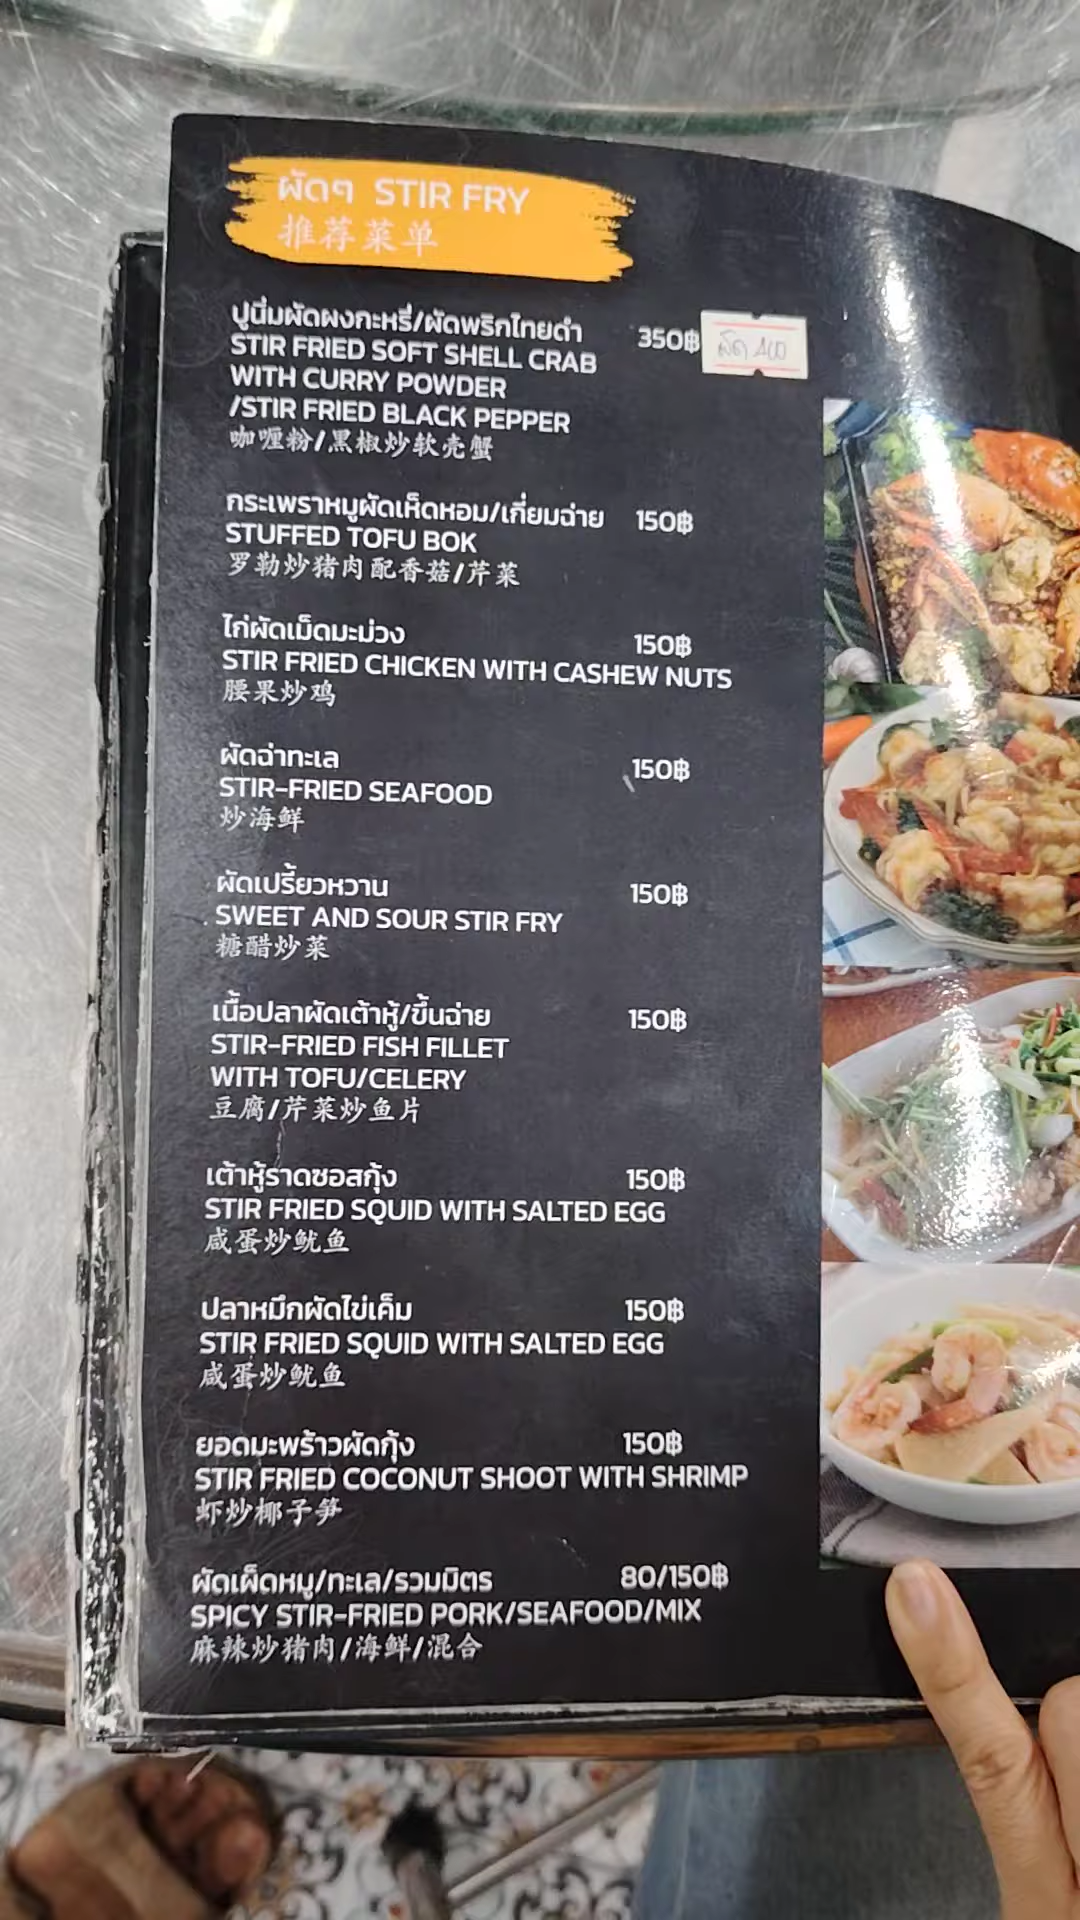 ผัดๆ STIR FRY
推荐菜单
ปูนิ่มผัดผงกะหรี่/ผัดพริกไทยดำ 350฿
400
STIR FRIED SOFT SHELL CRAB
WITH CURRY POWDER
/STIR FRIED BLACK PEPPER
咖喱粉/黑椒炒软壳蟹
กระเพราหมูผัดเห็ดหอม/เกี่ยมฉ่าย 150฿
STUFFED TOFU BOK
罗勒炒猪肉配香菇/芹菜
ไก่ผัดเม็ดมะม่วง 150฿
STIR FRIED CHICKEN WITH CASHEW NUTS
腰果炒鸡
ผัดฉ่าทะเล 150฿
STIR-FRIED SEAFOOD
炒海鲜
ผัดเปรี้ยวหวาน 150฿
SWEET AND SOUR STIR FRY
糖醋炒菜
เนื้อปลาผัดเต้าหู้/ขึ้นฉ่าย 150฿
STIR-FRIED FISH FILLET
WITH TOFU/CELERY
豆腐/芹菜炒鱼片
เต้าหู้ราดซอสกุ้ง 150฿
STIR FRIED SQUID WITH SALTED EGG
咸蛋炒鱿鱼
ปลาหมึกผัดไข่เค็ม 150฿
STIR FRIED SQUID WITH SALTED EGG
咸蛋炒鱿鱼
ยอดมะพร้าวผัดกุ้ง 150฿
STIR FRIED COCONUT SHOOT WITH SHRIMP
虾炒椰子笋
ผัดเผ็ดหมู/ทะเล/รวมมิตร 80/150฿
SPICY STIR-FRIED PORK/SEAFOOD/MIX
麻辣炒猪肉/海鲜/混合